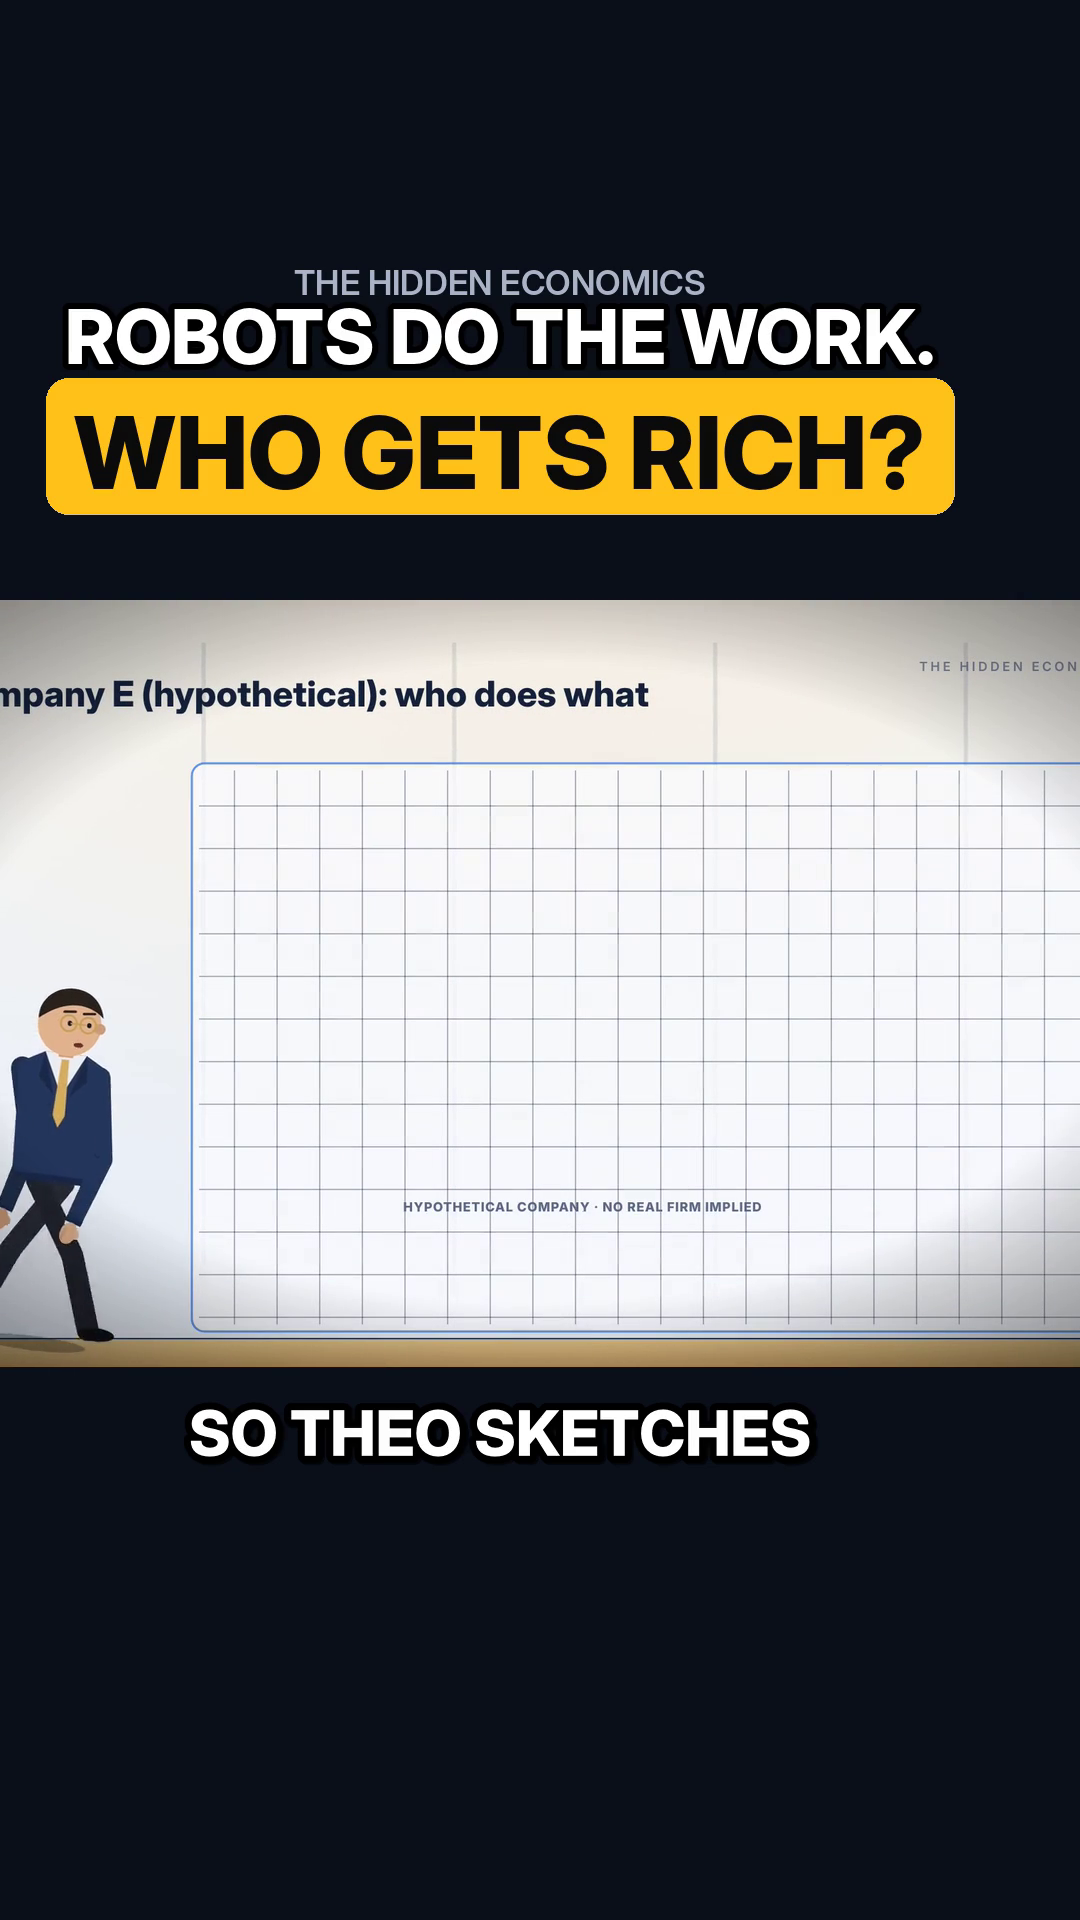 THE HIDDEN ECONOMICS
ROBOTS DO THE WORK.
WHO GETS RICH?
THE HIDDEN ECON
mpany E (hypothetical): who does what
HYPOTHETICAL COMPANY · NO REAL FIRM IMPLIED
SO THEO SKETCHES